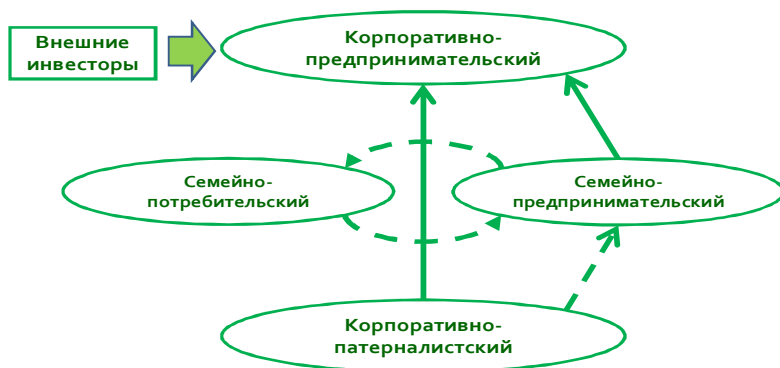 Внешние
инвесторы
Корпоративно-
предпринимательский
Семейно-
потребительский
Семейно-
предпринимательский
Корпоративно-
патерналистский